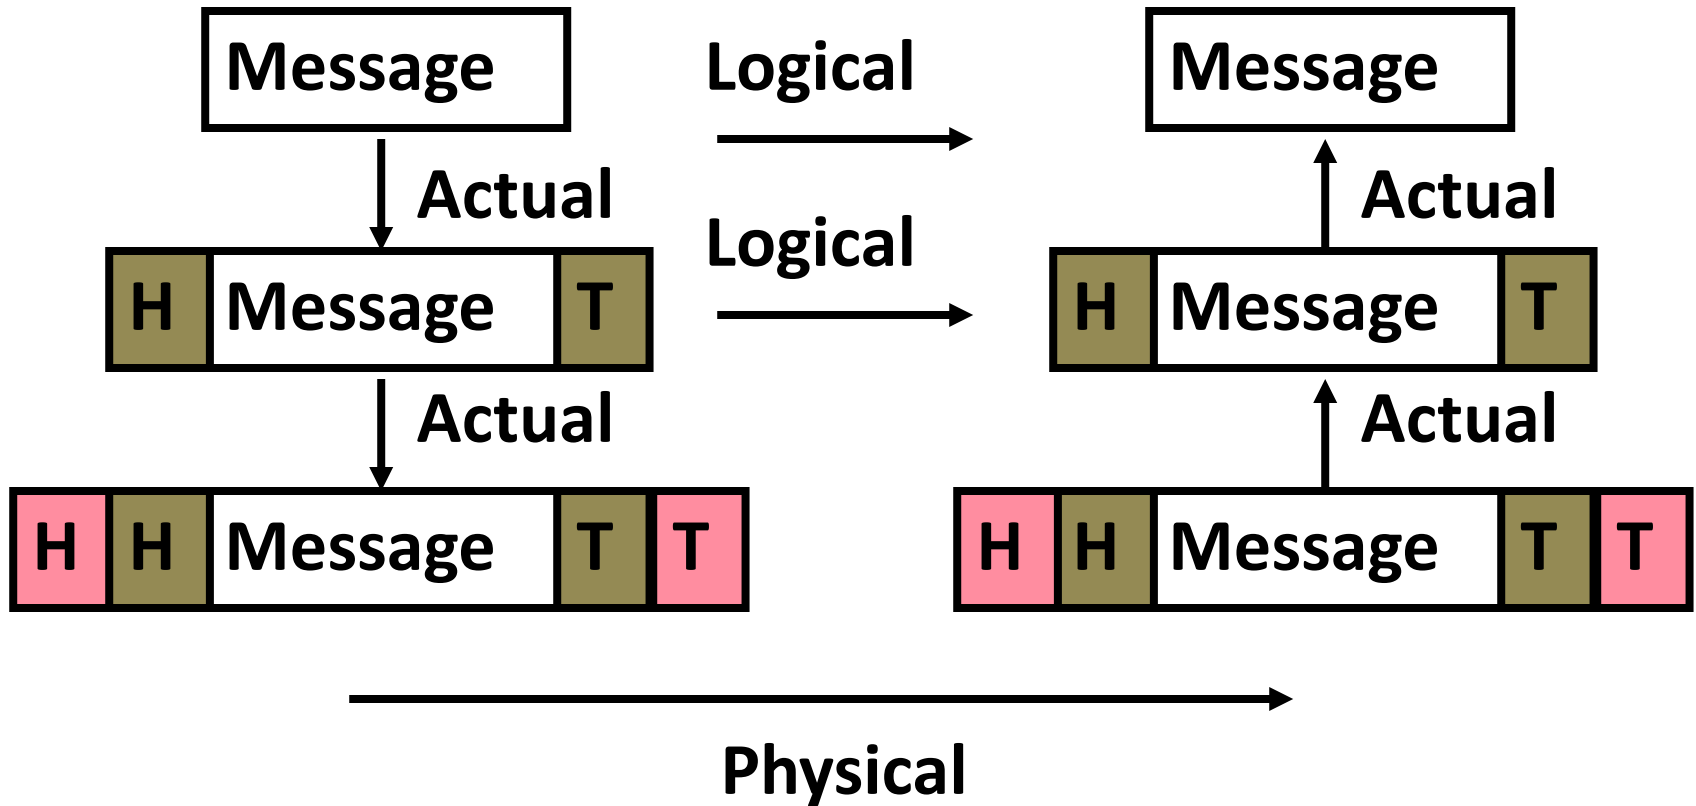 Message Logical Message
Actual Actual
Logical
H Message T H Message T
Actual Actual
H H Message T T H H Message T T
Physical